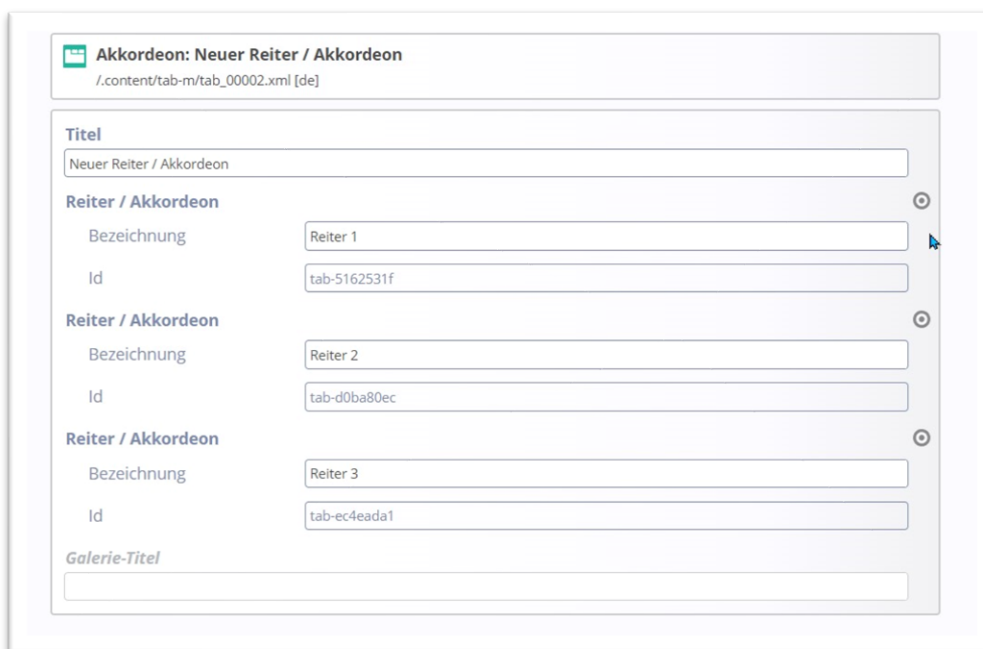 Akkordeon: Neuer Reiter / Akkordeon
/.content/tab-m/tab_00002.xml [de]
Titel
Neuer Reiter / Akkordeon
Reiter / Akkordeon
Bezeichnung Reiter 1
Id tab-5162531f
Reiter / Akkordeon
Bezeichnung Reiter 2
Id tab-d0ba80ec
Reiter / Akkordeon
Bezeichnung Reiter 3
Id tab-ec4eada1
Galerie-Titel